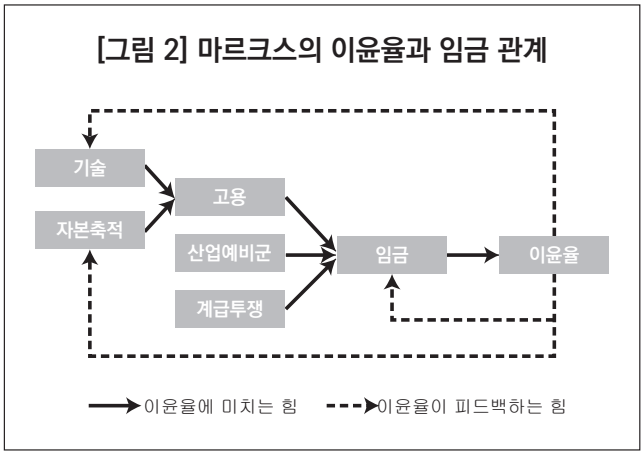 [그림 2] 마르크스의 이윤율과 임금 관계
기술
고용
자본축적
산업예비군
임금
이윤율
계급투쟁
이윤율에 미치는 힘
이윤율이 피드백하는 힘